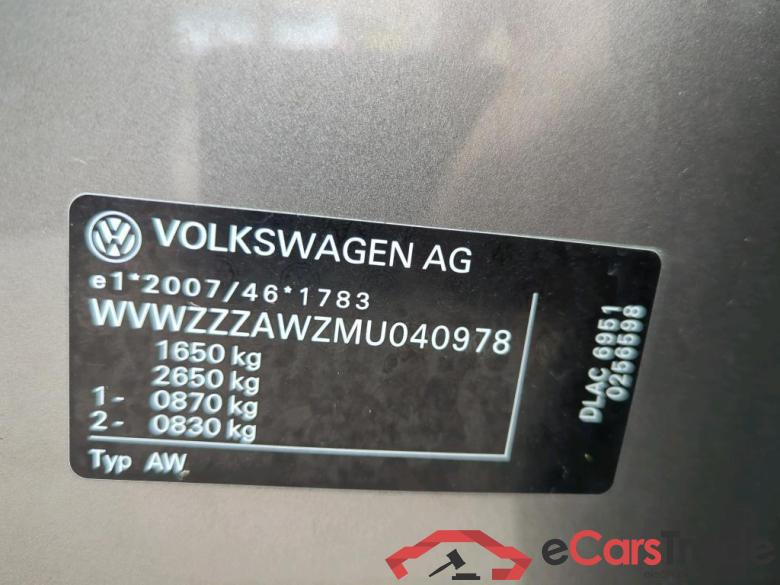 VOLKSWAGEN AG
e1*2007/46*1783
WVWZZZAWZMU040978
1650 kg
2650 kg
1- 0870 kg
2- 0830 kg
Typ AW
DLAC 6951
0256598
eCarsTrade